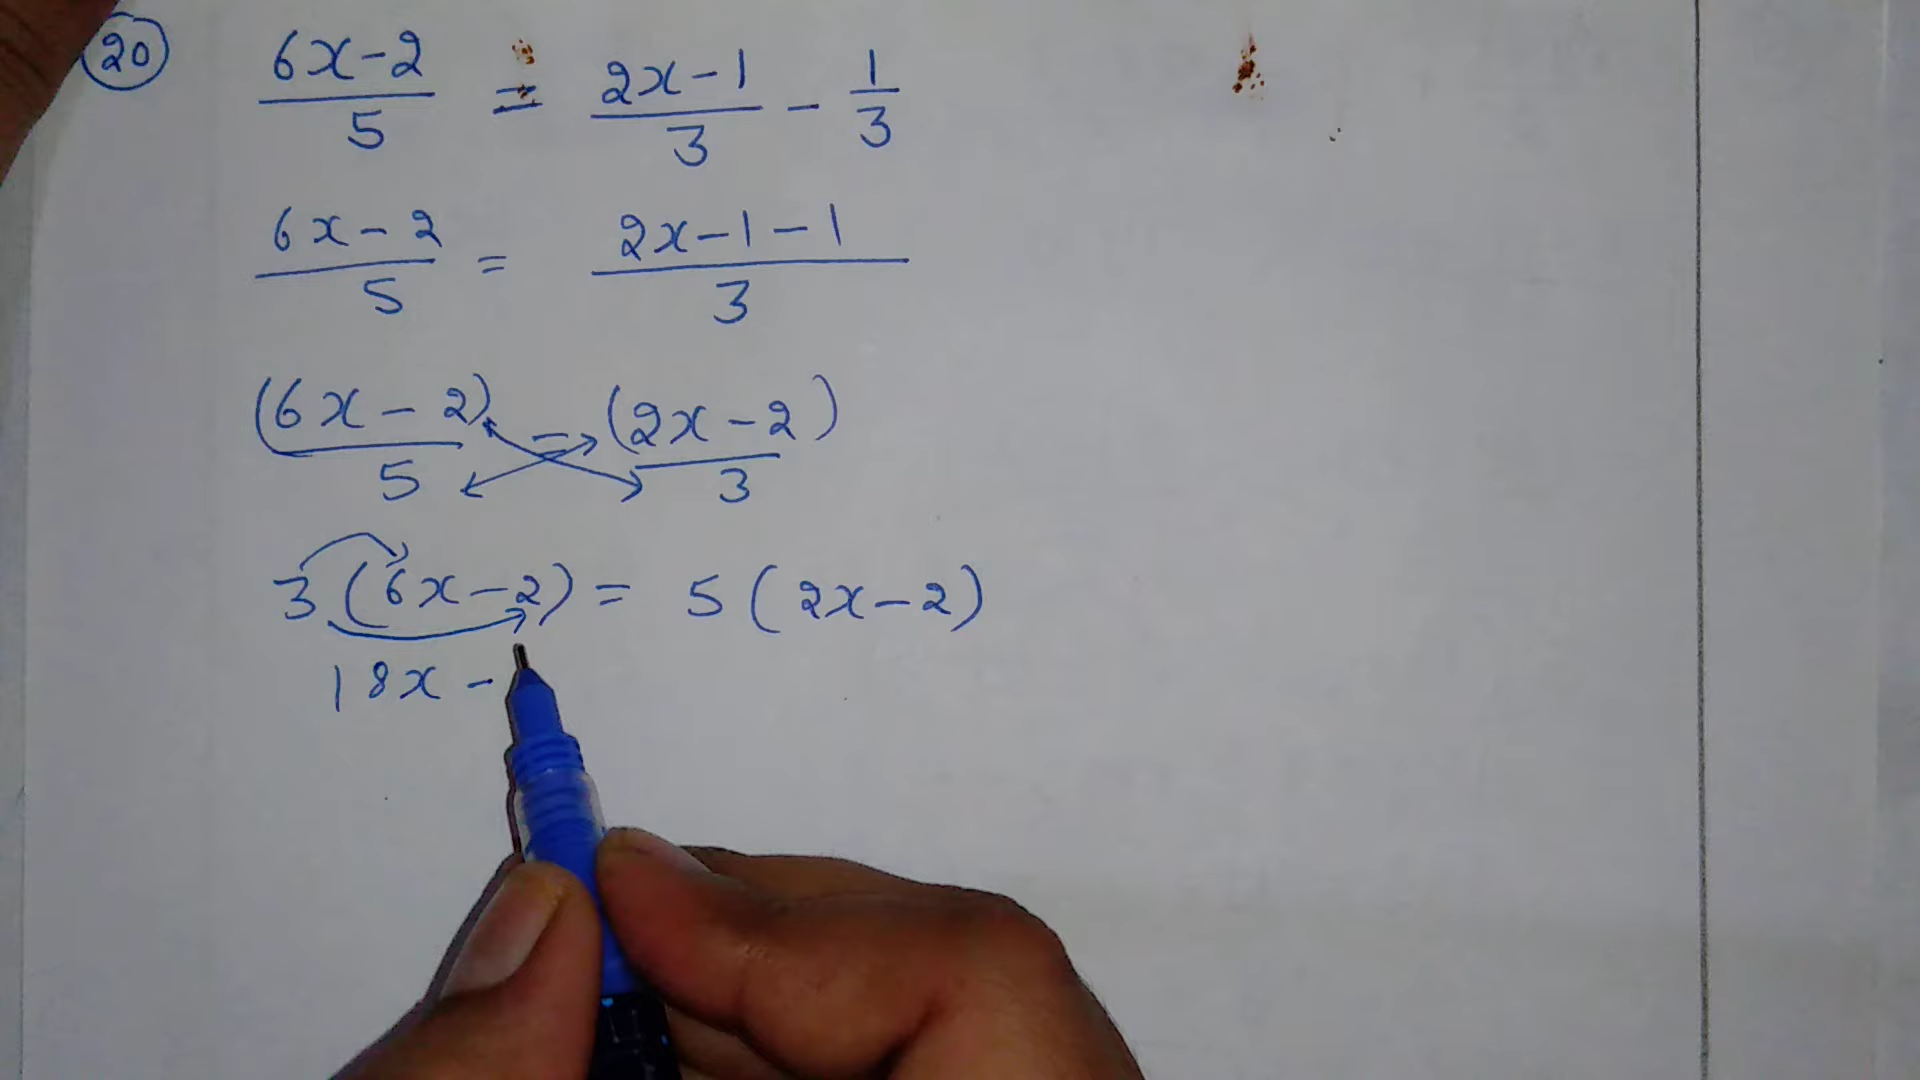 20 (6x-2)/5 = (2x-1)/3 - 1/3
(6x-2)/5 = (2x-1-1)/3
(6x-2)/5 = (2x-2)/3
3(6x-2) = 5(2x-2)
18x -